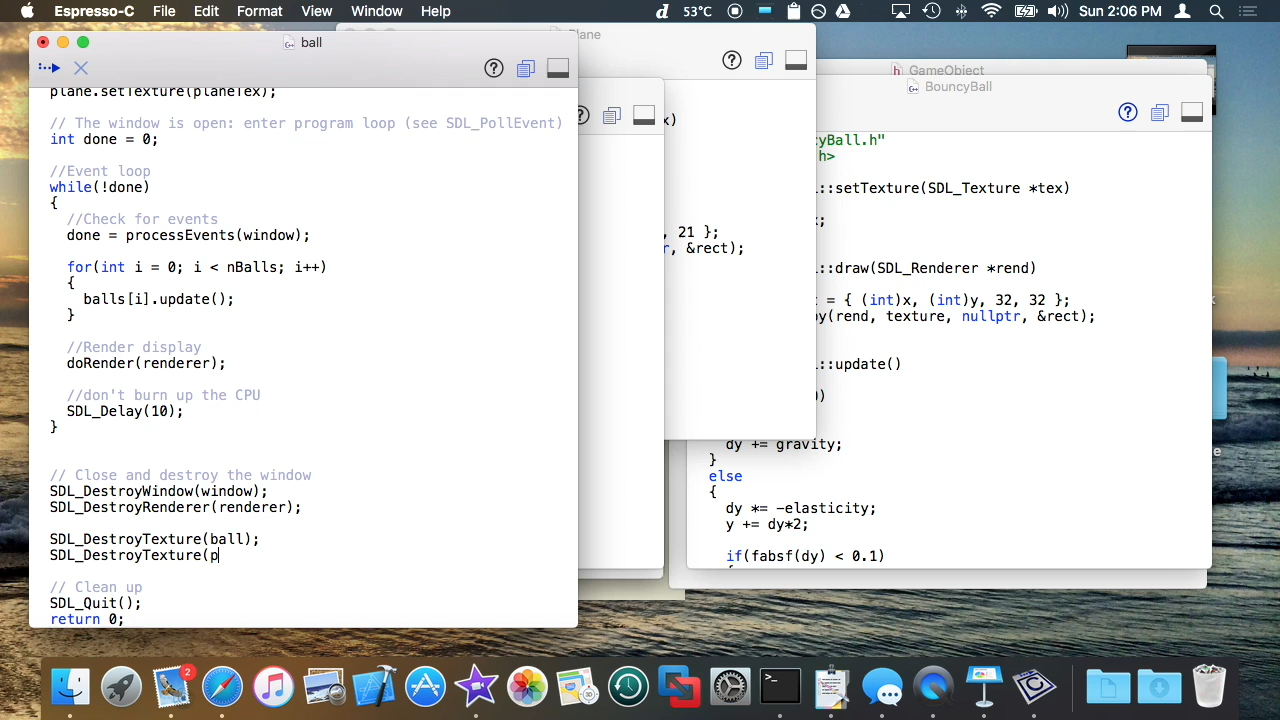 Espresso-C File Edit Format View Window Help
53°C
Sun 2:06 PM
ball
plane.setTexture(planeTex);
// The window is open: enter program loop (see SDL_PollEvent)
int done = 0;
//Event loop
while(!done)
{
//Check for events
done = processEvents(window);
for(int i = 0; i < nBalls; i++)
{
balls[i].update();
}
//Render display
doRender(renderer);
//don't burn up the CPU
SDL_Delay(10);
}
// Close and destroy the window
SDL_DestroyWindow(window);
SDL_DestroyRenderer(renderer);
SDL_DestroyTexture(ball);
SDL_DestroyTexture(p
// Clean up
SDL_Quit();
return 0;
x)
, 21 };
r, &rect);
GameObject
BouncyBall
yBall.h"
h>
::setTexture(SDL_Texture *tex)
x;
::draw(SDL_Renderer *rend)
= { (int)x, (int)y, 32, 32 };
y(rend, texture, nullptr, &rect);
::update()
)
dy += gravity;
}
else
{
dy *= -elasticity;
y += dy*2;
if(fabsf(dy) < 0.1)
2